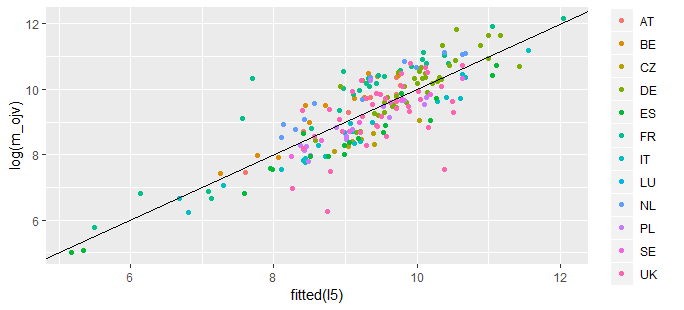 12
10
8
6
log(m_ojv)
6
8
10
12
fitted(l5)
AT
BE
CZ
DE
ES
FR
IT
LU
NL
PL
SE
UK